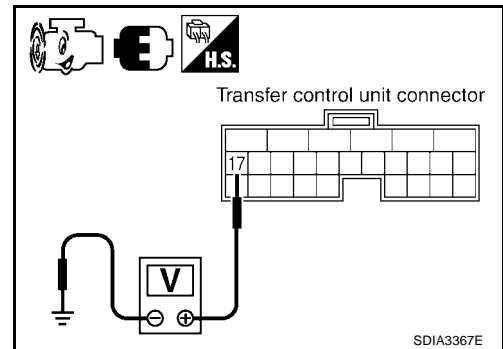 H.S.
Transfer control unit connector
17
V
SDIA3367E